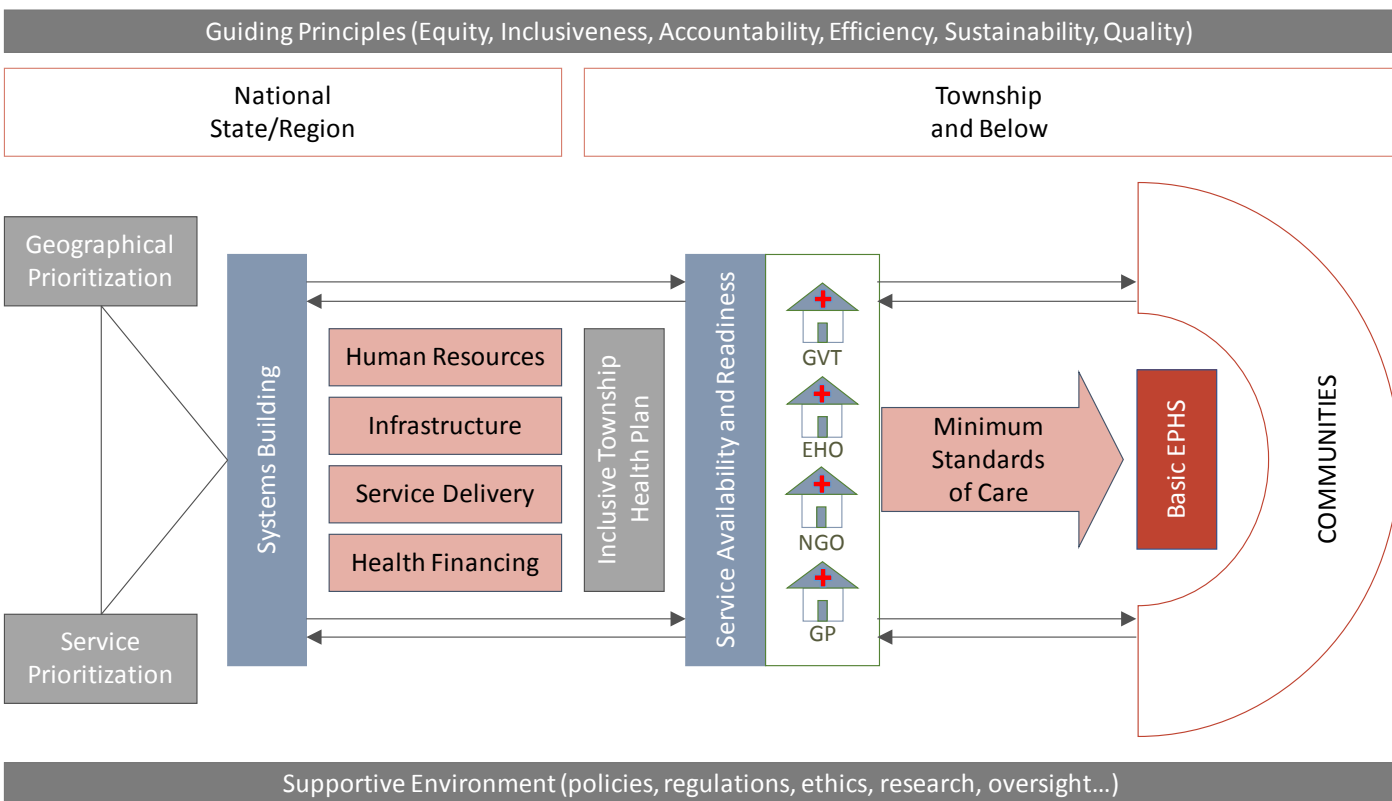 Guiding Principles (Equity, Inclusiveness, Accountability, Efficiency, Sustainability, Quality)
National
State/Region
Township
and Below
Geographical
Prioritization
Service
Prioritization
Systems Building
Human Resources
Infrastructure
Service Delivery
Health Financing
Inclusive Township
Health Plan
Service Availability and Readiness
GVT
EHO
NGO
GP
Minimum
Standards
of Care
Basic EPHS
COMMUNITIES
Supportive Environment (policies, regulations, ethics, research, oversight...)